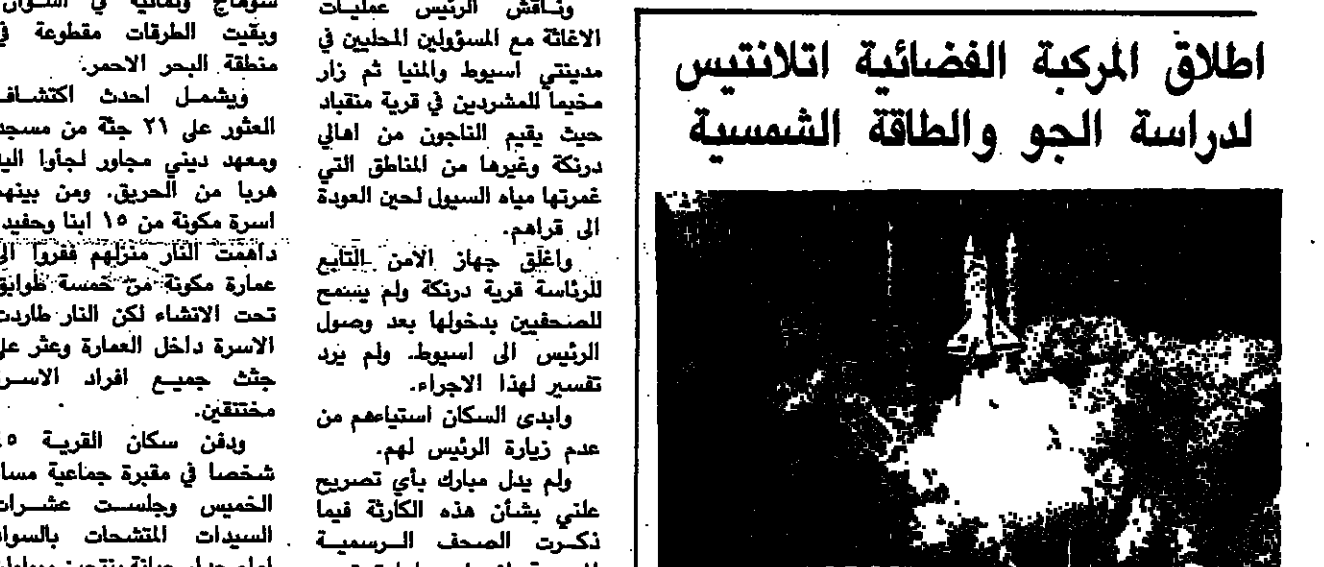 اطلاق المركبة الفضائية اتلانتيس
لدراسة الجو والطاقة الشمسية
وناقش الرئيس عمليات
الاغاثة مع المسؤولين المحليين في
مدينتي اسيوط والمنيا ثم زار
مخيماً للمشردين في قرية منقباد
حيث يقيم الناجون من اهالي
درنكة وغيرها من المناطق التي
غمرتها مياه السيول لحين العودة
الى قراهم.
واغلق جهاز الامن التابع
للرئاسة قرية درنكة ولم يسمح
للصحفيين بدخولها بعد وصول
الرئيس الى اسيوط. ولم يرد
تفسير لهذا الاجراء.
وابدى السكان استياءهم من
عدم زيارة الرئيس لهم.
ولم يدل مبارك بأي تصريح
علني بشأن هذه الكارثة فيما
ذكرت الصحف الرسمية
سوهاج وثمانية في اسوان
وبقيت الطرقات مقطوعة في
منطقة البحر الاحمر.
ويشمل احدث اكتشاف
العثور على ٢١ جثة من مسجد
ومعهد ديني مجاور لجأوا اليه
هربا من الحريق. ومن بينهم
اسرة مكونة من ١٥ ابنا وحفيد
داهمت النار منزلهم ففروا الى
عمارة مكونة من خمسة طوابق
تحت الانشاء لكن النار طاردت
الاسرة داخل العمارة وعثر على
جثث جميع افراد الاسرة
مختنقين.
ودفن سكان القرية
شخصا في مقبرة جماعية مساء
الخميس وجلست عشرات
السيدات المتشحات بالسواد